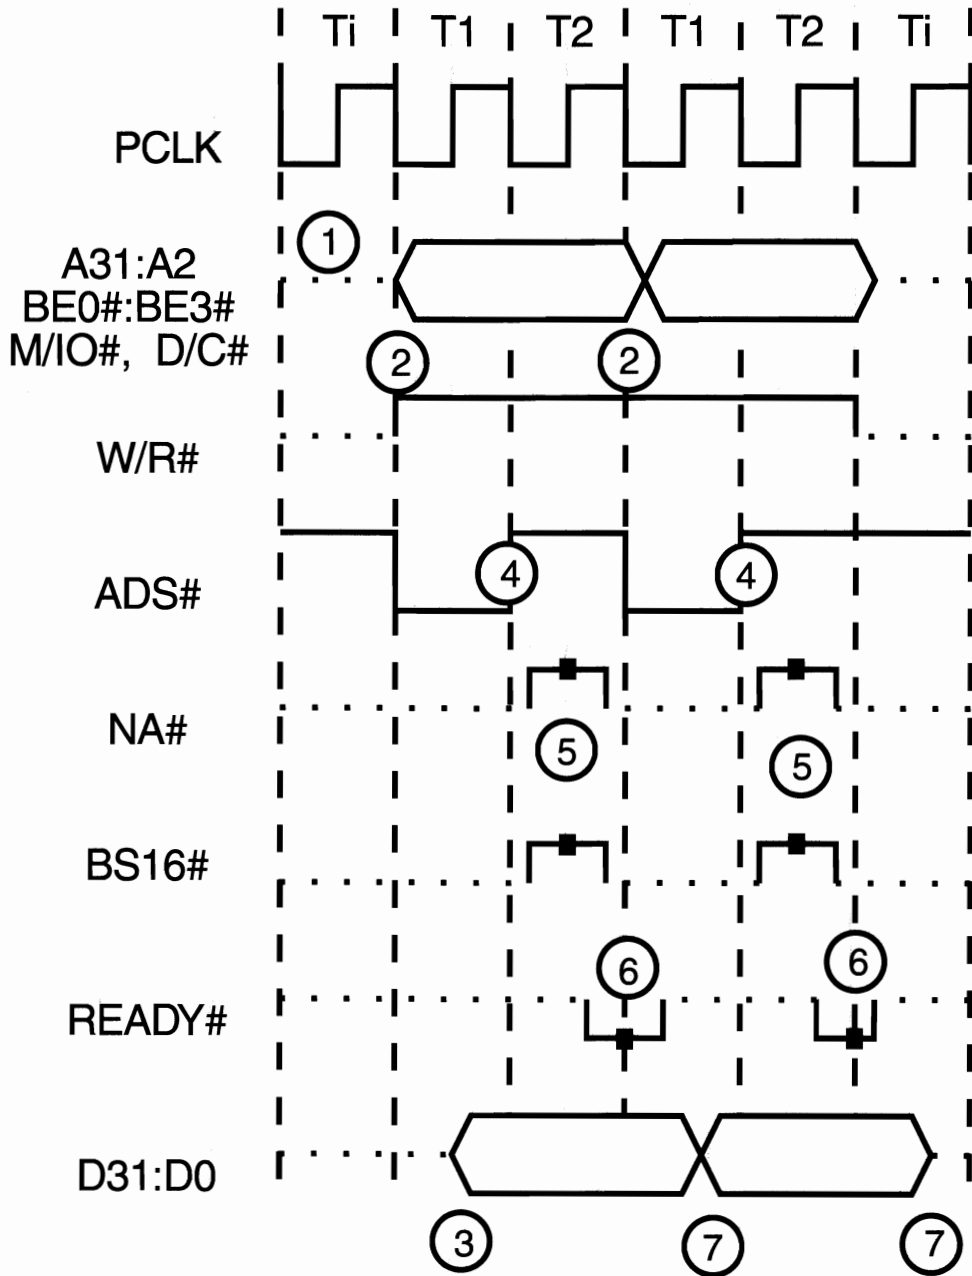 Ti T1 T2 T1 T2 Ti
PCLK
1
A31:A2
BE0#:BE3#
M/IO#, D/C#
2 2
W/R#
4 4
ADS#
NA#
5 5
BS16#
6 6
READY#
D31:D0
3 7 7